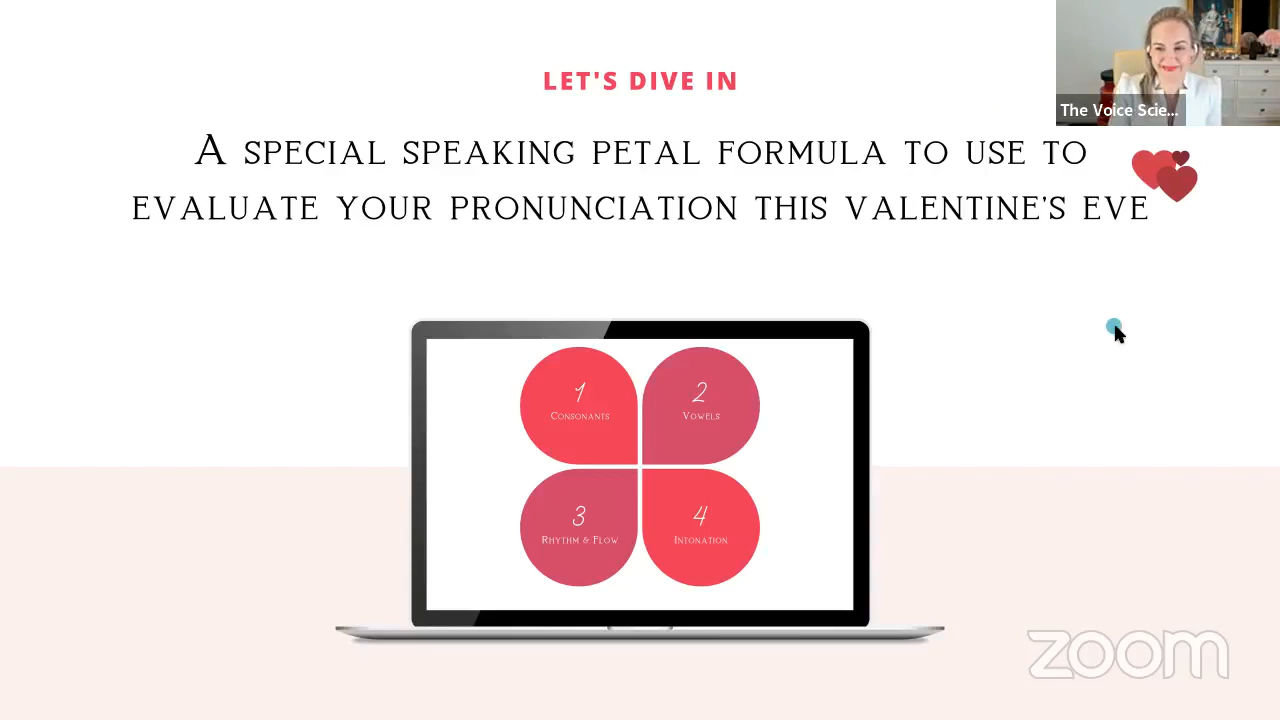 LET'S DIVE IN
A SPECIAL SPEAKING PETAL FORMULA TO USE TO
EVALUATE YOUR PRONUNCIATION THIS VALENTINE'S EVE
The Voice Scie...
1
CONSONANTS
2
VOWELS
3
RHYTHM & FLOW
4
INTONATION
zoom